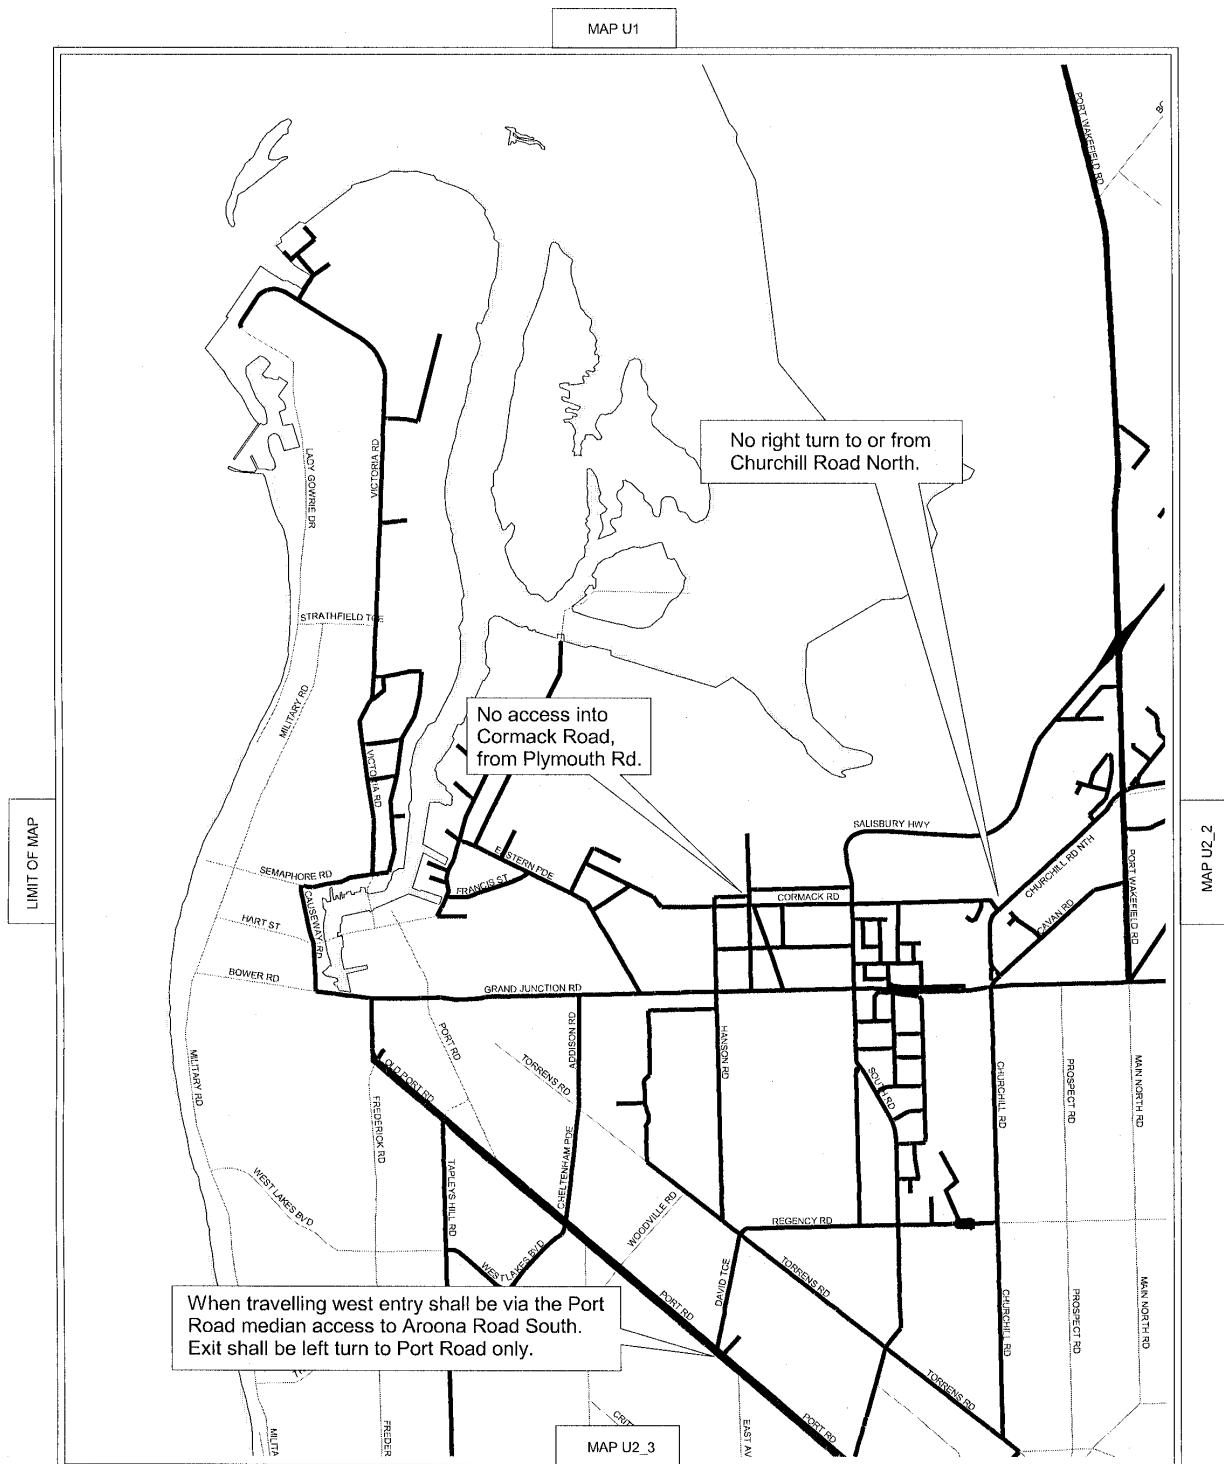 MAP U1
PORT WAKEFIELD RD
No right turn to or from
Churchill Road North.
VICTORIA RD
LADY GOWRIE DR
STRATHFIELD TCE
MILITARY RD
No access into
Cormack Road,
from Plymouth Rd.
VICTORIA RD
LIMIT OF MAP
MAP U2_2
SALISBURY HWY
EASTERN PDE
FRANCIS ST
SEMAPHORE RD
CAUSEWAY RD
HART ST
BOWER RD
CORMACK RD
CHURCHILL RD NTH
CAVAN RD
PORT WAKEFIELD RD
GRAND JUNCTION RD
MILITARY RD
OLD PORT RD
PORT RD
TORRENS RD
ADDISON RD
HANSON RD
SOUTH RD
CHURCHILL RD
PROSPECT RD
MAIN NORTH RD
FREDERICK RD
TAPLEYS HILL RD
CHELTENHAM PDE
WEST LAKES BVD
WOODVILLE RD
REGENCY RD
WEST LAKES BVD
DAVID TCE
TORRENS RD
PORT RD
CHURCHILL RD
PROSPECT RD
MAIN NORTH RD
When travelling west entry shall be via the Port
Road median access to Aroona Road South.
Exit shall be left turn to Port Road only.
TORRENS RD
MILITA
FREDER
CRIT
EAST AV
PORT RD
MAP U2_3